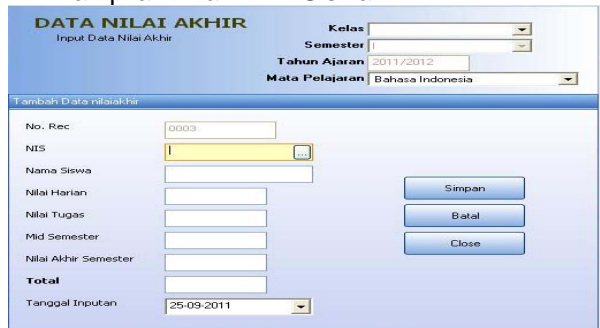 DATA NILAI AKHIR
Input Data Nilai Akhir
Kelas
Semester I
Tahun Ajaran 2011/2012
Mata Pelajaran Bahasa Indonesia
Tambah Data nilaiakhir
No. Rec 0003
NIS ...
Nama Siswa
Nilai Harian
Nilai Tugas
Mid Semester
Nilai Akhir Semester
Total
Tanggal Inputan 25-09-2011
Simpan
Batal
Close